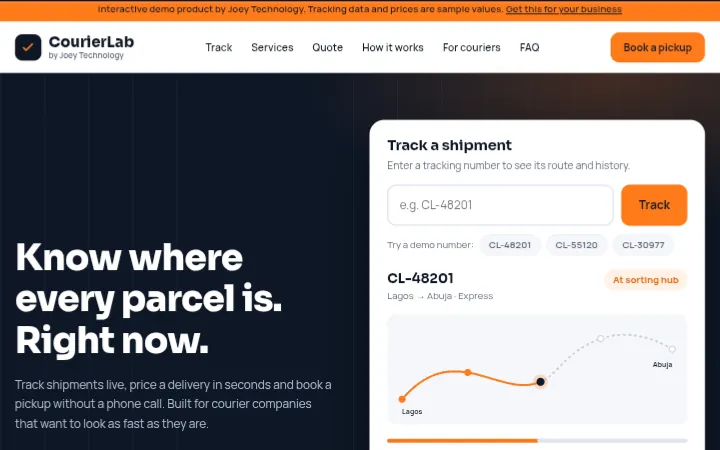 Interactive demo product by Joey Technology. Tracking data and prices are sample values. Get this for your business
CourierLab
by Joey Technology
Track
Services
Quote
How it works
For couriers
FAQ
Book a pickup
Know where
every parcel is.
Right now.
Track shipments live, price a delivery in seconds and book a
pickup without a phone call. Built for courier companies
that want to look as fast as they are.
Track a shipment
Enter a tracking number to see its route and history.
e.g. CL-48201
Track
Try a demo number:
CL-48201
CL-55120
CL-30977
CL-48201
At sorting hub
Lagos → Abuja · Express
Abuja
Lagos